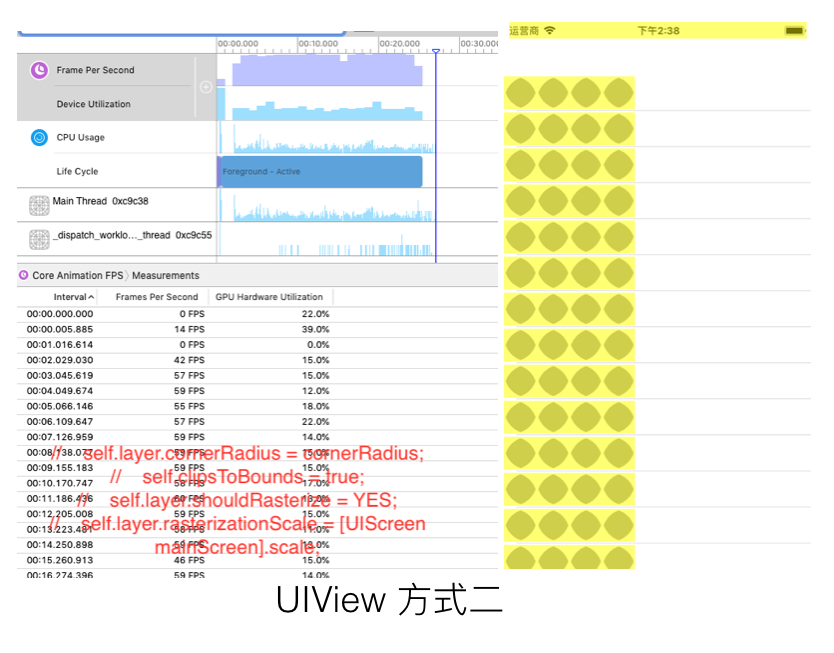 运营商 下午2:38
00:00.000 00:10.000 00:20.000 00:30.00
Frame Per Second
Device Utilization
CPU Usage
Life Cycle Foreground - Active
Main Thread 0xc9c38
_dispatch_worklo..._thread 0xc9c55
Core Animation FPS Measurements
Interval Frames Per Second GPU Hardware Utilization
00:00.000.000 0 FPS 22.0%
00:00.005.885 14 FPS 39.0%
00:01.016.614 0 FPS 0.0%
00:02.029.030 42 FPS 15.0%
00:03.045.619 57 FPS 15.0%
00:04.049.674 59 FPS 12.0%
00:05.066.146 55 FPS 18.0%
00:06.109.647 57 FPS 22.0%
00:07.126.959 59 FPS 14.0%
00:08.138.077 59 FPS 15.0%
// self.layer.cornerRadius = cornerRadius;
00:09.155.183 59 FPS 15.0%
// self.clipsToBounds = true;
00:10.170.747 58 FPS 17.0%
00:11.186.436 60 FPS 13.0%
// self.layer.shouldRasterize = YES;
00:12.205.008 59 FPS 15.0%
00:13.223.481 58 FPS 11.0%
// self.layer.rasterizationScale = [UIScreen
mainScreen].scale;
00:14.250.898 59 FPS
00:15.260.913 46 FPS 15.0%
00:16.274.396 59 FPS 14.0%
UIView 方式二